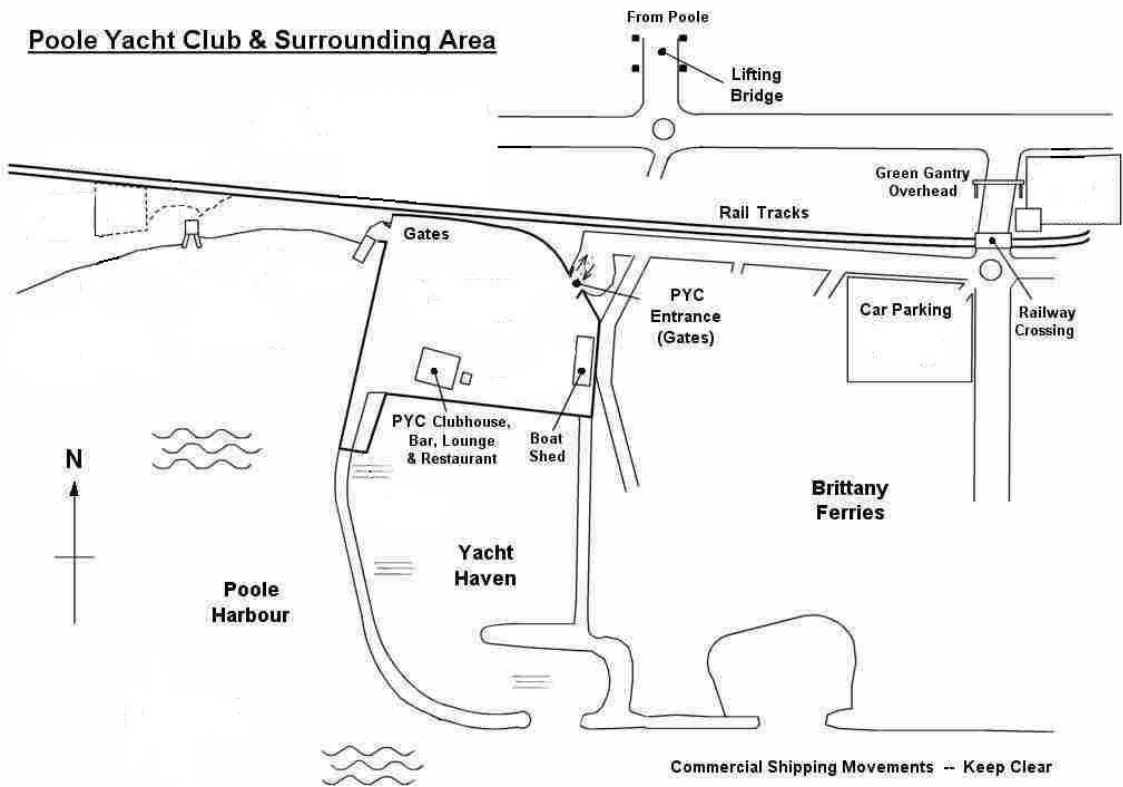 Poole Yacht Club & Surrounding Area
From Poole
Lifting
Bridge
Green Gantry
Overhead
Rail Tracks
Gates
PYC
Entrance
(Gates)
Car Parking
Railway
Crossing
PYC Clubhouse,
Bar, Lounge
& Restaurant
Boat
Shed
N
Brittany
Ferries
Yacht
Haven
Poole
Harbour
Commercial Shipping Movements -- Keep Clear